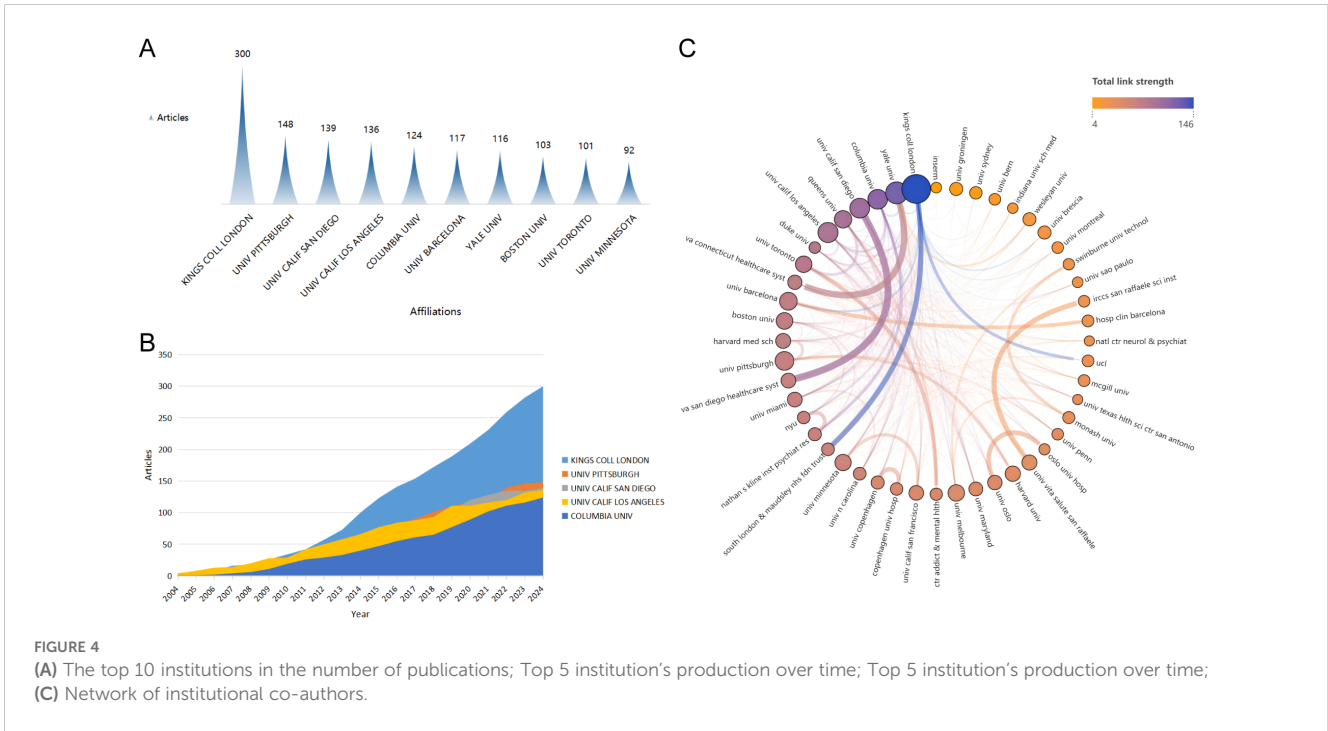 A
300
148
139
136
124
117
116
103
101
92
Articles
KINGS COLL LONDON
UNIV PITTSBURGH
UNIV CALIF SAN DIEGO
UNIV CALIF LOS ANGELES
COLUMBIA UNIV
UNIV BARCELONA
YALE UNIV
BOSTON UNIV
UNIV TORONTO
UNIV MINNESOTA
Affiliations
B
350
300
250
200
150
100
50
0
Articles
2004
2005
2006
2007
2008
2009
2010
2011
2012
2013
2014
2015
2016
2017
2018
2019
2020
2021
2022
2023
2024
Year
KINGS COLL LONDON
UNIV PITTSBURGH
UNIV CALIF SAN DIEGO
UNIV CALIF LOS ANGELES
COLUMBIA UNIV
C
Total link strength
4
146
kings coll london
inserm
univ groningen
univ sydney
univ bern
indiana univ sch med
wesleyan univ
univ brescia
univ montreal
swinburne univ technol
univ sao paulo
irccs san raffaele sci inst
hosp clin barcelona
natl ctr neurol & psychiat
ucl
mcgill univ
univ texas hlth sci ctr san antonio
monash univ
univ penn
oslo univ hosp
univ vita salute san raffaele
harvard univ
univ oslo
univ maryland
univ melbourne
ctr addict & mental hlth
univ calif san francisco
copenhagen univ hosp
univ copenhagen
univ n carolina
univ minnesota
south london & maudsley nhs fdn trust
nathan s kline inst psychiat res
nyu
univ miami
va san diego healthcare syst
univ pittsburgh
harvard med sch
boston univ
univ barcelona
va connecticut healthcare syst
univ toronto
duke univ
univ calif los angeles
queens univ
univ calif san diego
columbia univ
yale univ
FIGURE 4
(A) The top 10 institutions in the number of publications; Top 5 institution's production over time; Top 5 institution's production over time;
(C) Network of institutional co-authors.